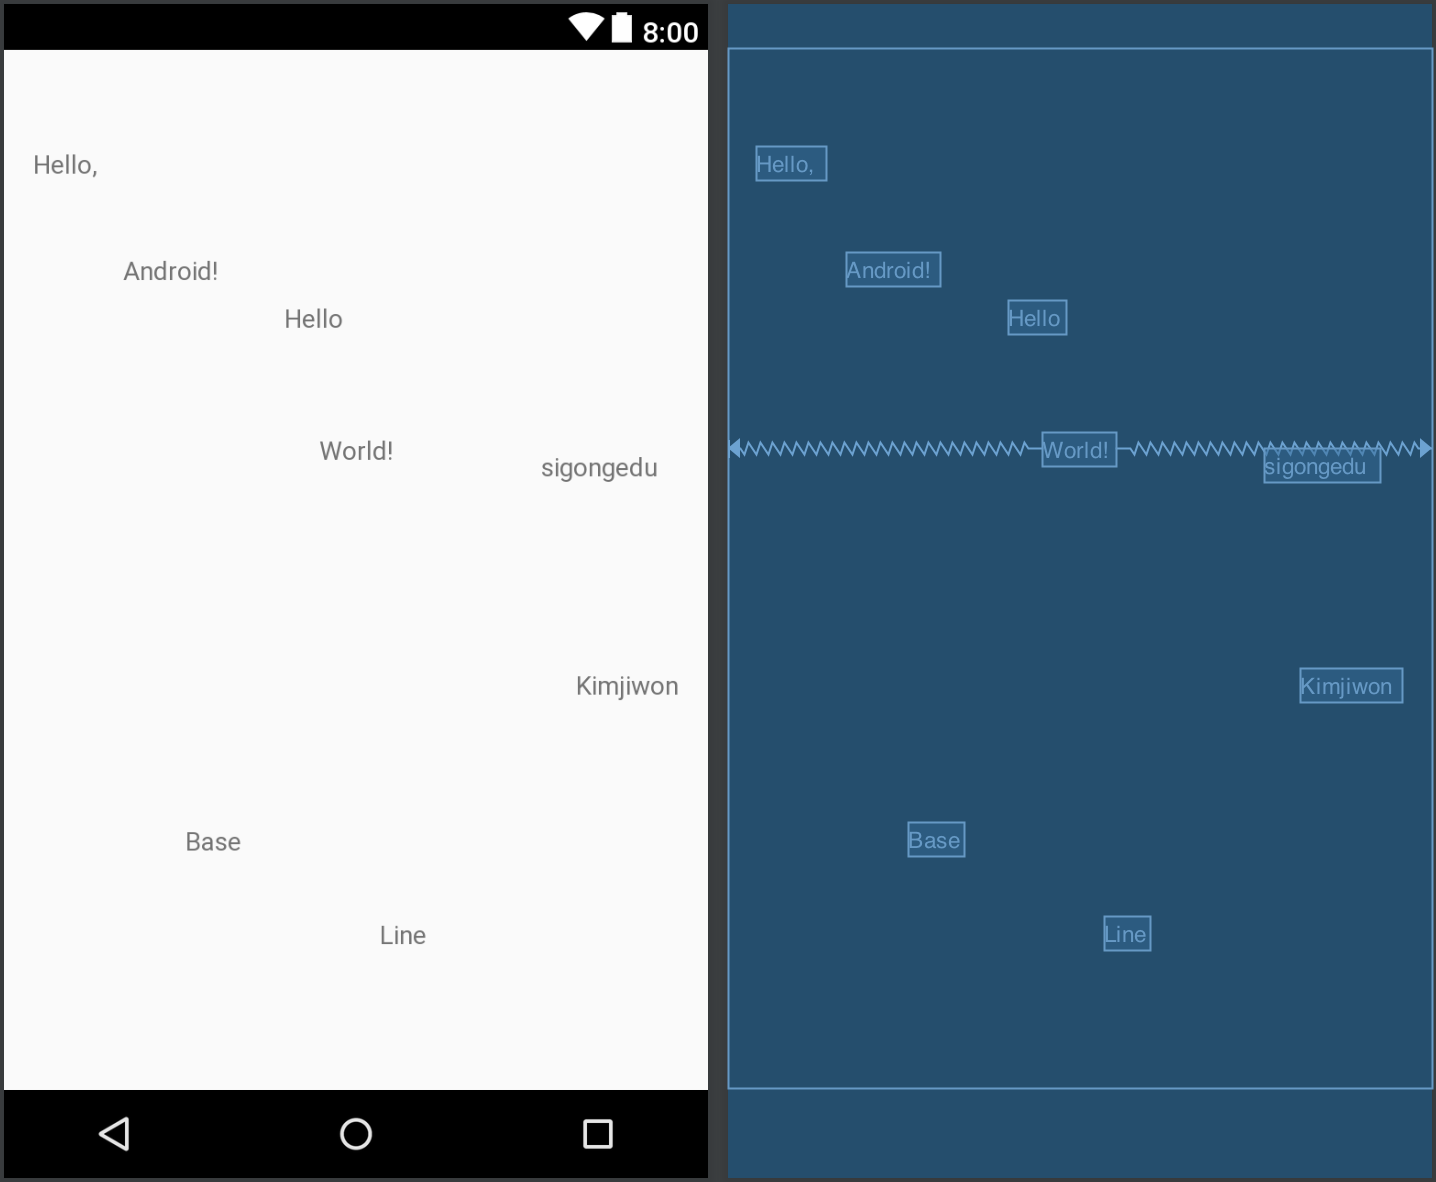 8:00
Hello,
Android!
Hello
World!
sigongedu
Kimjiwon
Base
Line
Hello,
Android!
Hello
World!
sigongedu
Kimjiwon
Base
Line